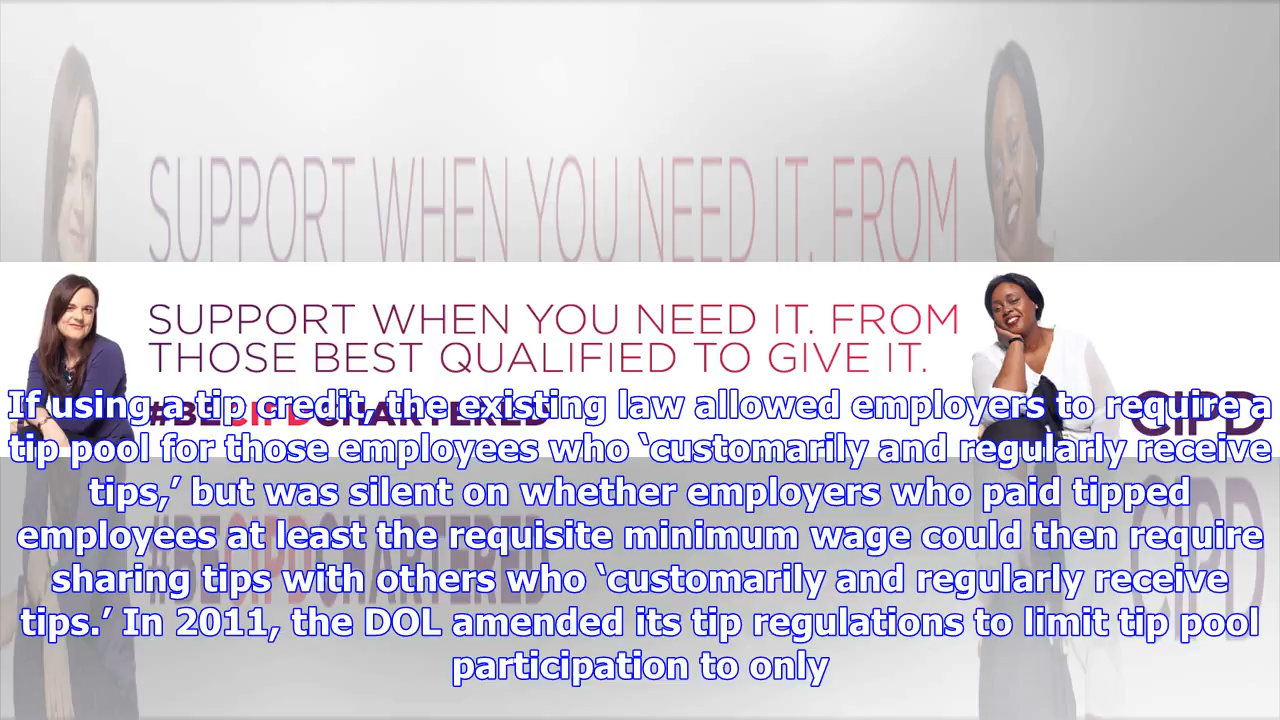 SUPPORT WHEN YOU NEED IT. FROM
SUPPORT WHEN YOU NEED IT. FROM
THOSE BEST QUALIFIED TO GIVE IT.
#BECIPDCHARTERED
CIPD
If using a tip credit, the existing law allowed employers to require a
tip pool for those employees who ‘customarily and regularly receive
tips,’ but was silent on whether employers who paid tipped
employees at least the requisite minimum wage could then require
sharing tips with others who ‘customarily and regularly receive
tips.’ In 2011, the DOL amended its tip regulations to limit tip pool
participation to only
#BECIPDCHARTERED
CIPD